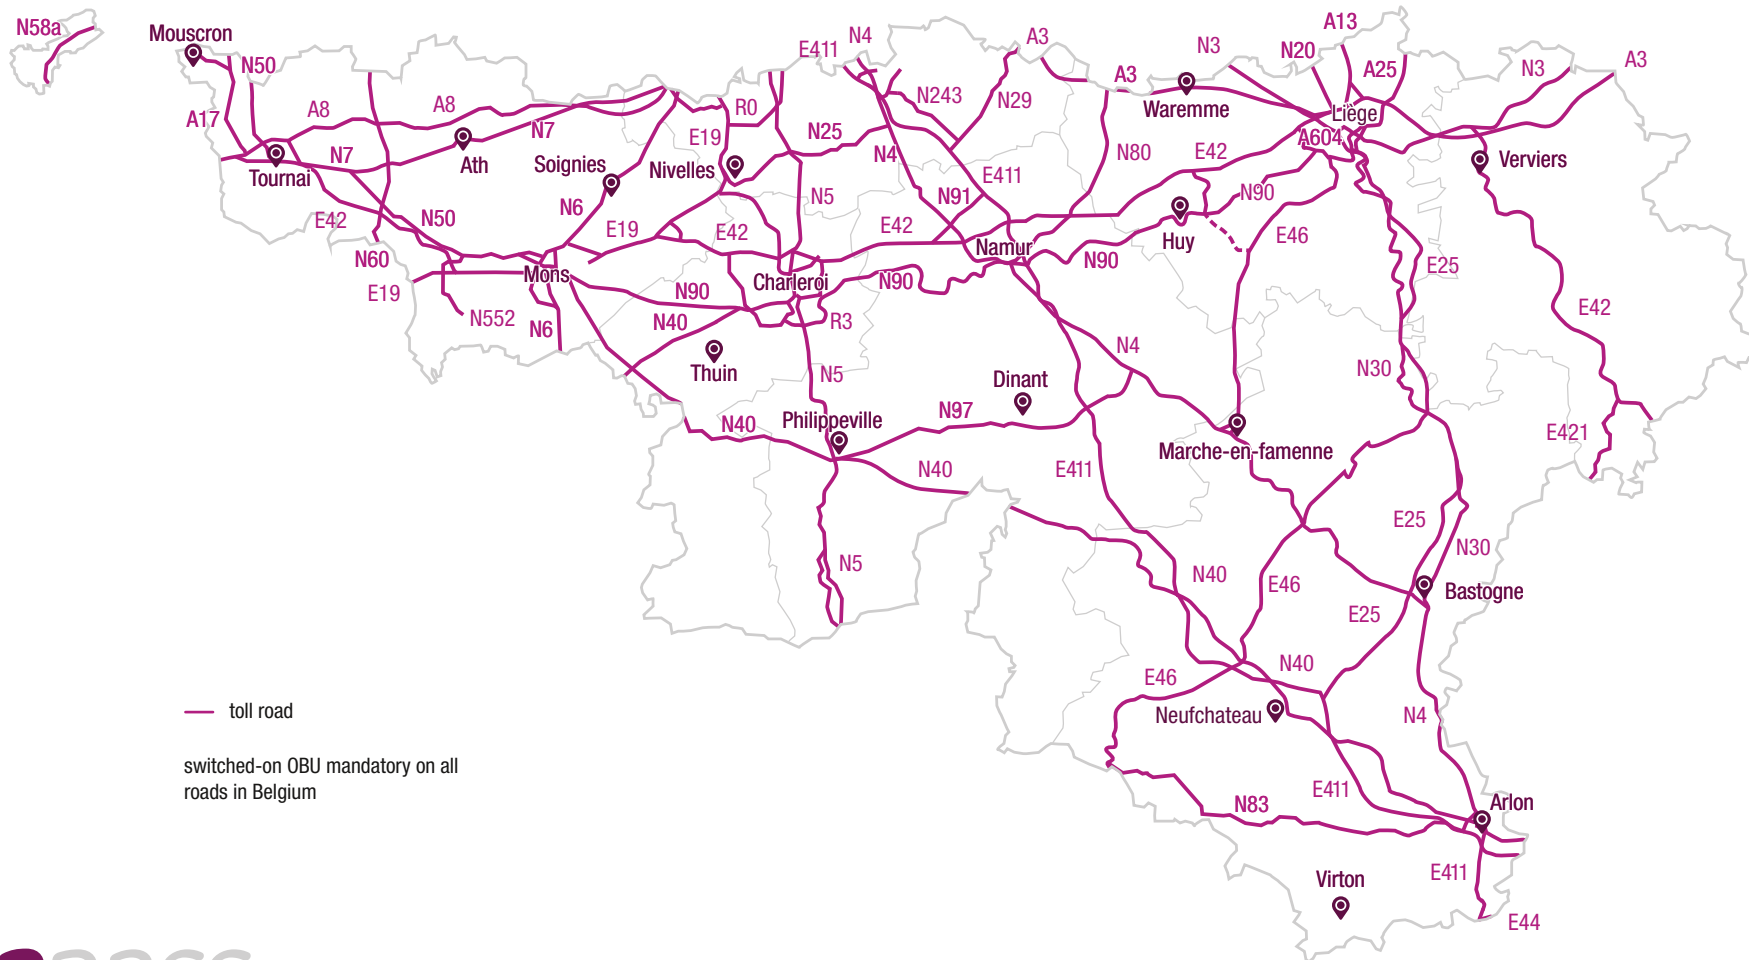 N58a
Mouscron
N50
A17
A8
A8
N7
N7
Tournai
Ath
Soignies
E42
N50
N60
E19
N552
N6
N6
E19
Mons
E411
N4
A3
R0
E19
N25
N243
N29
Nivelles
N4
N5
N91
E411
E42
E42
Namur
Charleroi
N90
N90
N90
N40
R3
Thuin
N5
Philippeville
N40
N97
Dinant
N40
N5
N4
E411
A3
N3
N20
A13
A25
N3
A3
Waremme
Liège
A604
Verviers
N80
E42
N90
Huy
E46
E25
E42
N30
E421
Marche-en-famenne
E25
N30
N40
E46
Bastogne
E25
N40
E46
Neufchateau
N4
E411
N83
Arlon
E411
Virton
E44
toll road
switched-on OBU mandatory on all
roads in Belgium